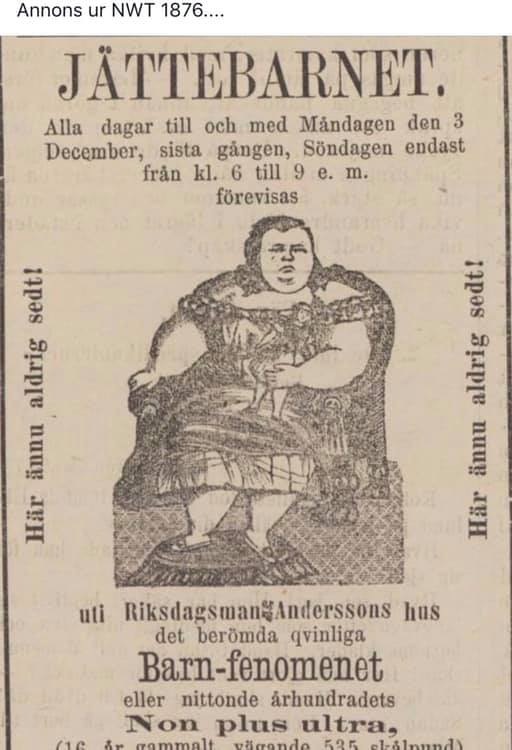 Annons ur NWT 1876....
JÄTTEBARNET.
Alla dagar till och med Måndagen den 3
December, sista gången, Söndagen endast
från kl. 6 till 9 e. m.
förevisas
Här ännu aldrig sedt!
Här ännu aldrig sedt!
uti Riksdagsman Anderssons hus
det berömda qvinliga
Barn-fenomenet
eller nittonde århundradets
Non plus ultra,
(16 år gammalt, vägande 535 skålpund)